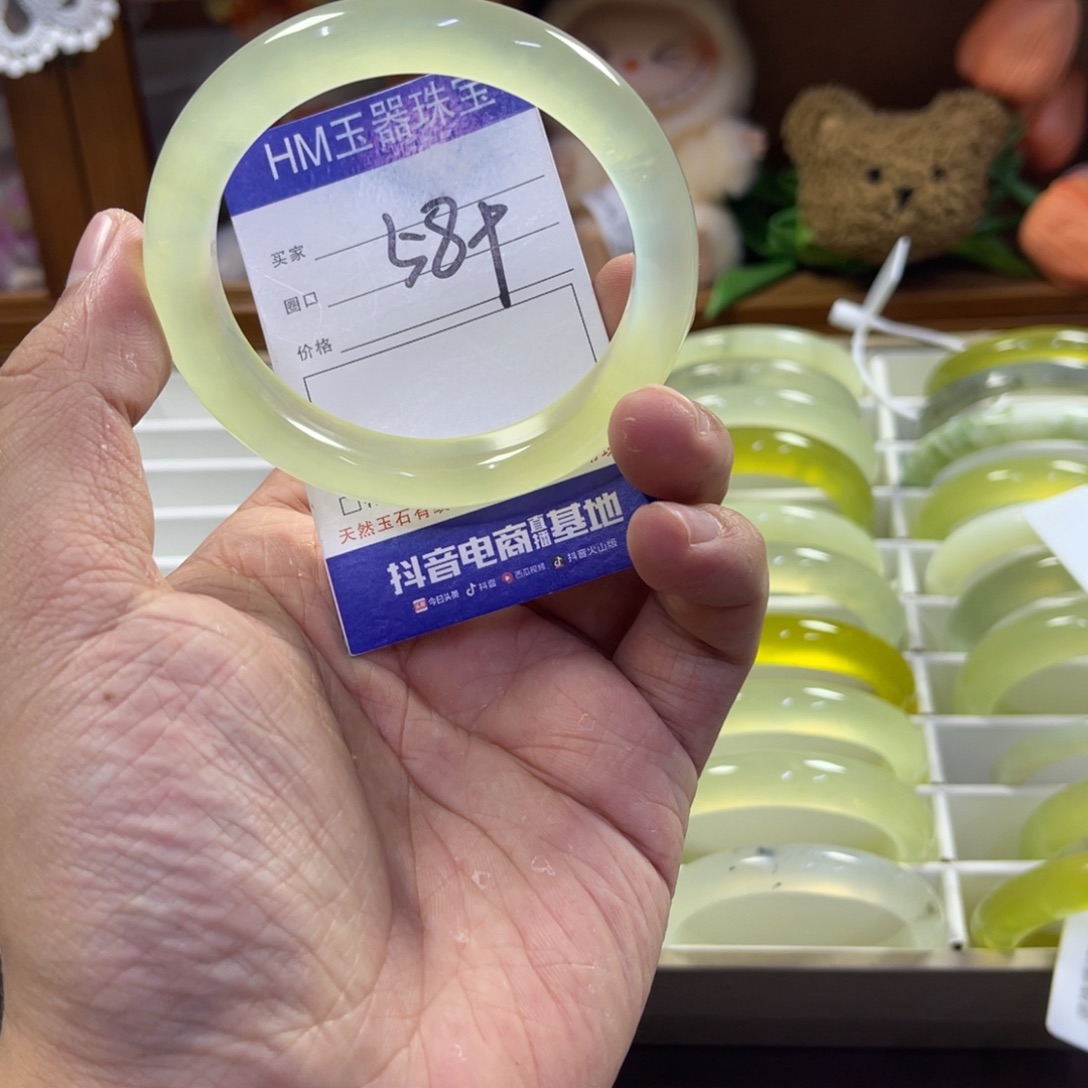 HM玉器珠宝
买家
58+
圈口
价格
天然玉石有
抖音电商直播基地
今日头条 抖音 西瓜视频 抖音火山版